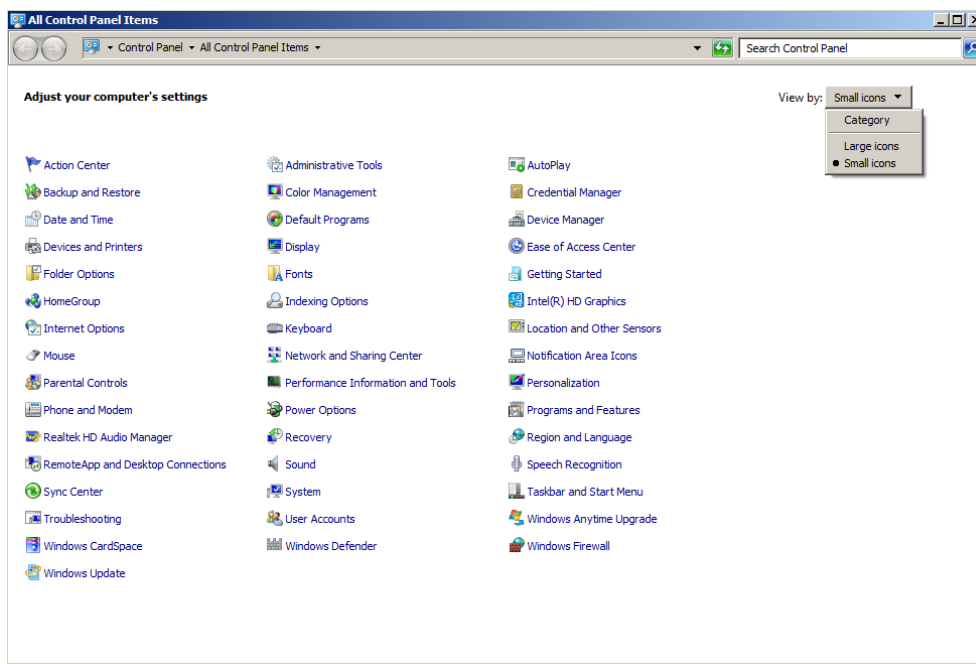 All Control Panel Items
Control Panel All Control Panel Items Search Control Panel
Adjust your computer's settings View by: Small icons
Category
Large icons
Small icons
Action Center Administrative Tools AutoPlay
Backup and Restore Color Management Credential Manager
Date and Time Default Programs Device Manager
Devices and Printers Display Ease of Access Center
Folder Options Fonts Getting Started
HomeGroup Indexing Options Intel(R) HD Graphics
Internet Options Keyboard Location and Other Sensors
Mouse Network and Sharing Center Notification Area Icons
Parental Controls Performance Information and Tools Personalization
Phone and Modem Power Options Programs and Features
Realtek HD Audio Manager Recovery Region and Language
RemoteApp and Desktop Connections Sound Speech Recognition
Sync Center System Taskbar and Start Menu
Troubleshooting User Accounts Windows Anytime Upgrade
Windows CardSpace Windows Defender Windows Firewall
Windows Update